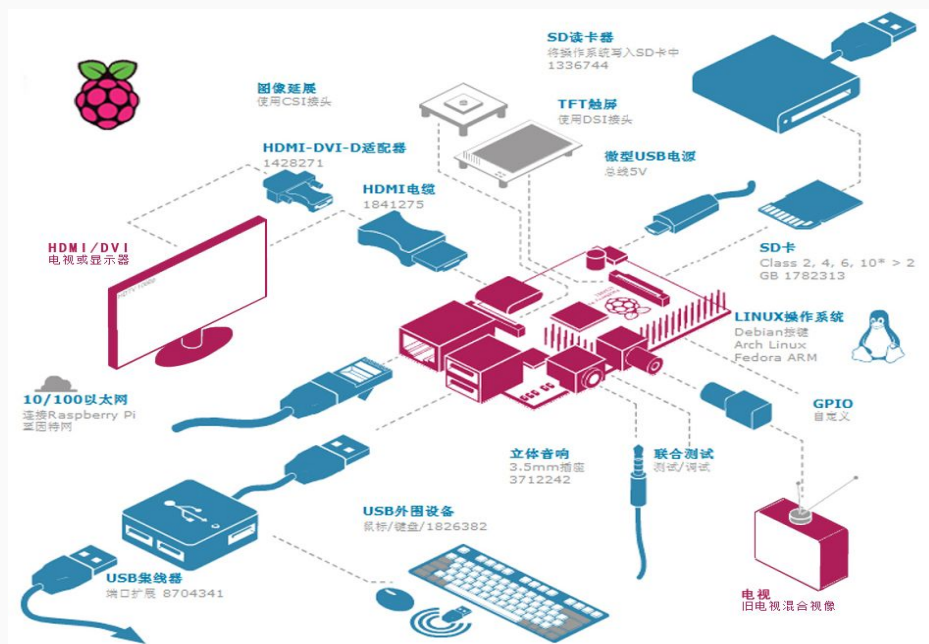 SD读卡器
将操作系统写入SD卡中
1336744
图像延展
使用CSI接头
TFT触屏
使用DSI接头
HDMI-DVI-D适配器
1428271
微型USB电源
总线5V
HDMI电缆
1841275
HDMI/DVI
电视或显示器
HDTV 1080p
SD卡
Class 2, 4, 6, 10* > 2
GB 1782313
LINUX操作系统
Debian按键
Arch Linux
Fedora ARM
10/100以太网
连接Raspberry Pi
至因特网
GPIO
自定义
立体音响
3.5mm插座
3712242
联合测试
测试/调试
USB外围设备
鼠标/键盘/1826382
USB集线器
端口扩展 8704341
电视
旧电视混合视像